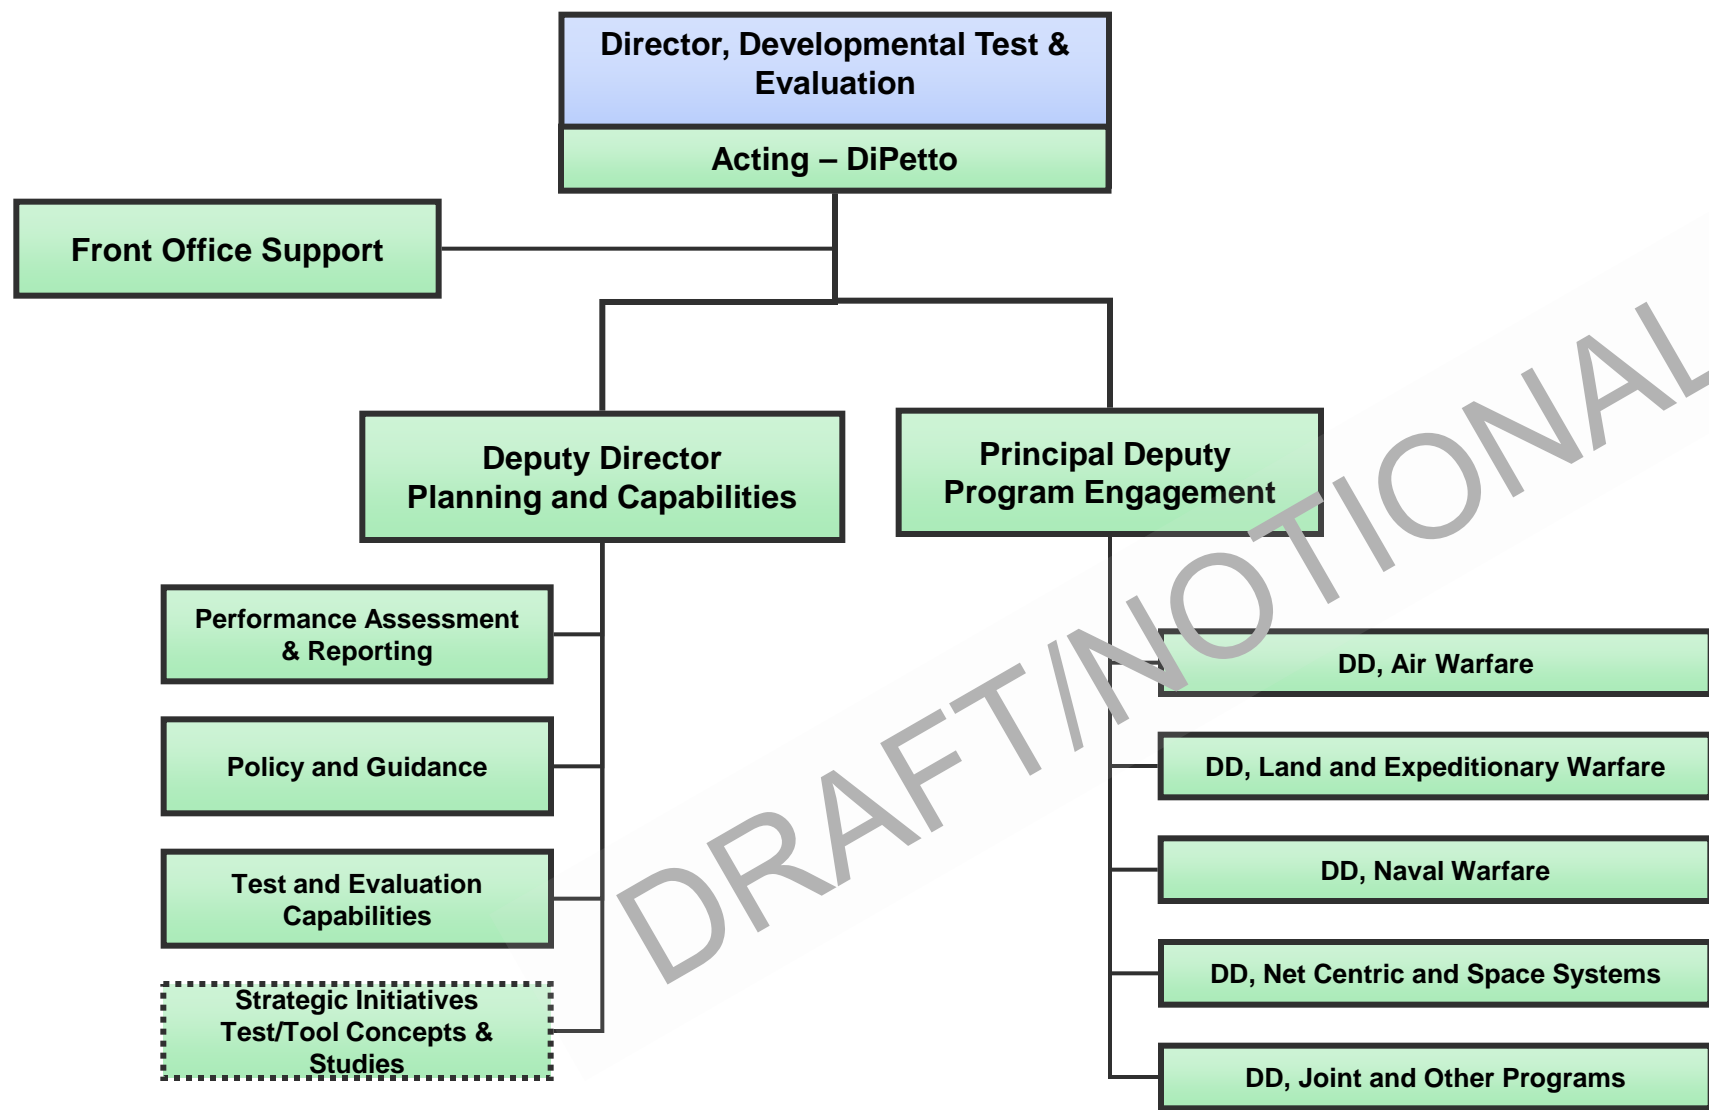 Director, Developmental Test &
Evaluation
Acting – DiPetto
Front Office Support
Deputy Director
Planning and Capabilities
Principal Deputy
Program Engagement
Performance Assessment
& Reporting
Policy and Guidance
Test and Evaluation
Capabilities
Strategic Initiatives
Test/Tool Concepts &
Studies
DD, Air Warfare
DD, Land and Expeditionary Warfare
DD, Naval Warfare
DD, Net Centric and Space Systems
DD, Joint and Other Programs
DRAFT/NOTIONAL